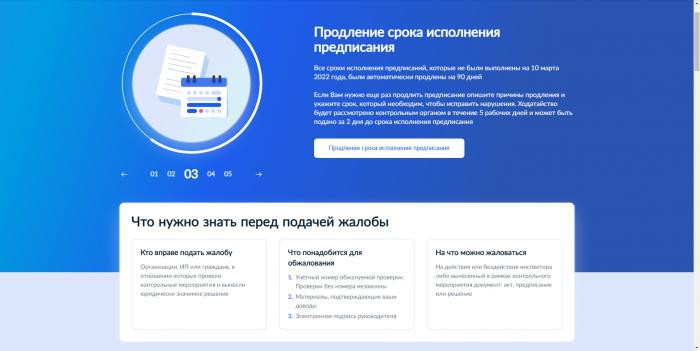 Продление срока исполнения
предписания
Все сроки исполнения предписаний, которые не были выполнены на 10 марта
2022 года, были автоматически продлены на 90 дней
Если Вам нужно еще раз продлить предписание опишите причины продления и
укажите срок, который необходим, чтобы исправить нарушения. Ходатайство
будет рассмотрено контрольным органом в течение 5 рабочих дней и может быть
подано за 2 дня до срока исполнения предписания
Продление срока исполнения предписания
← 01 02 03 04 05 →
Что нужно знать перед подачей жалобы
Кто вправе подать жалобу
Организации, ИП или граждане, в
отношении которых провели
контрольные мероприятия и вынесли
юридически значимое решение
Что понадобится для
обжалования
1. Учётный номер обжалуемой проверки.
Проверки без номера незаконны
2. Материалы, подтверждающие ваши
доводы
3. Электронная подпись руководителя
На что можно жаловаться
На действия или бездействие инспектора
либо вынесенный в рамках контрольного
мероприятия документ: акт, предписание
или решение